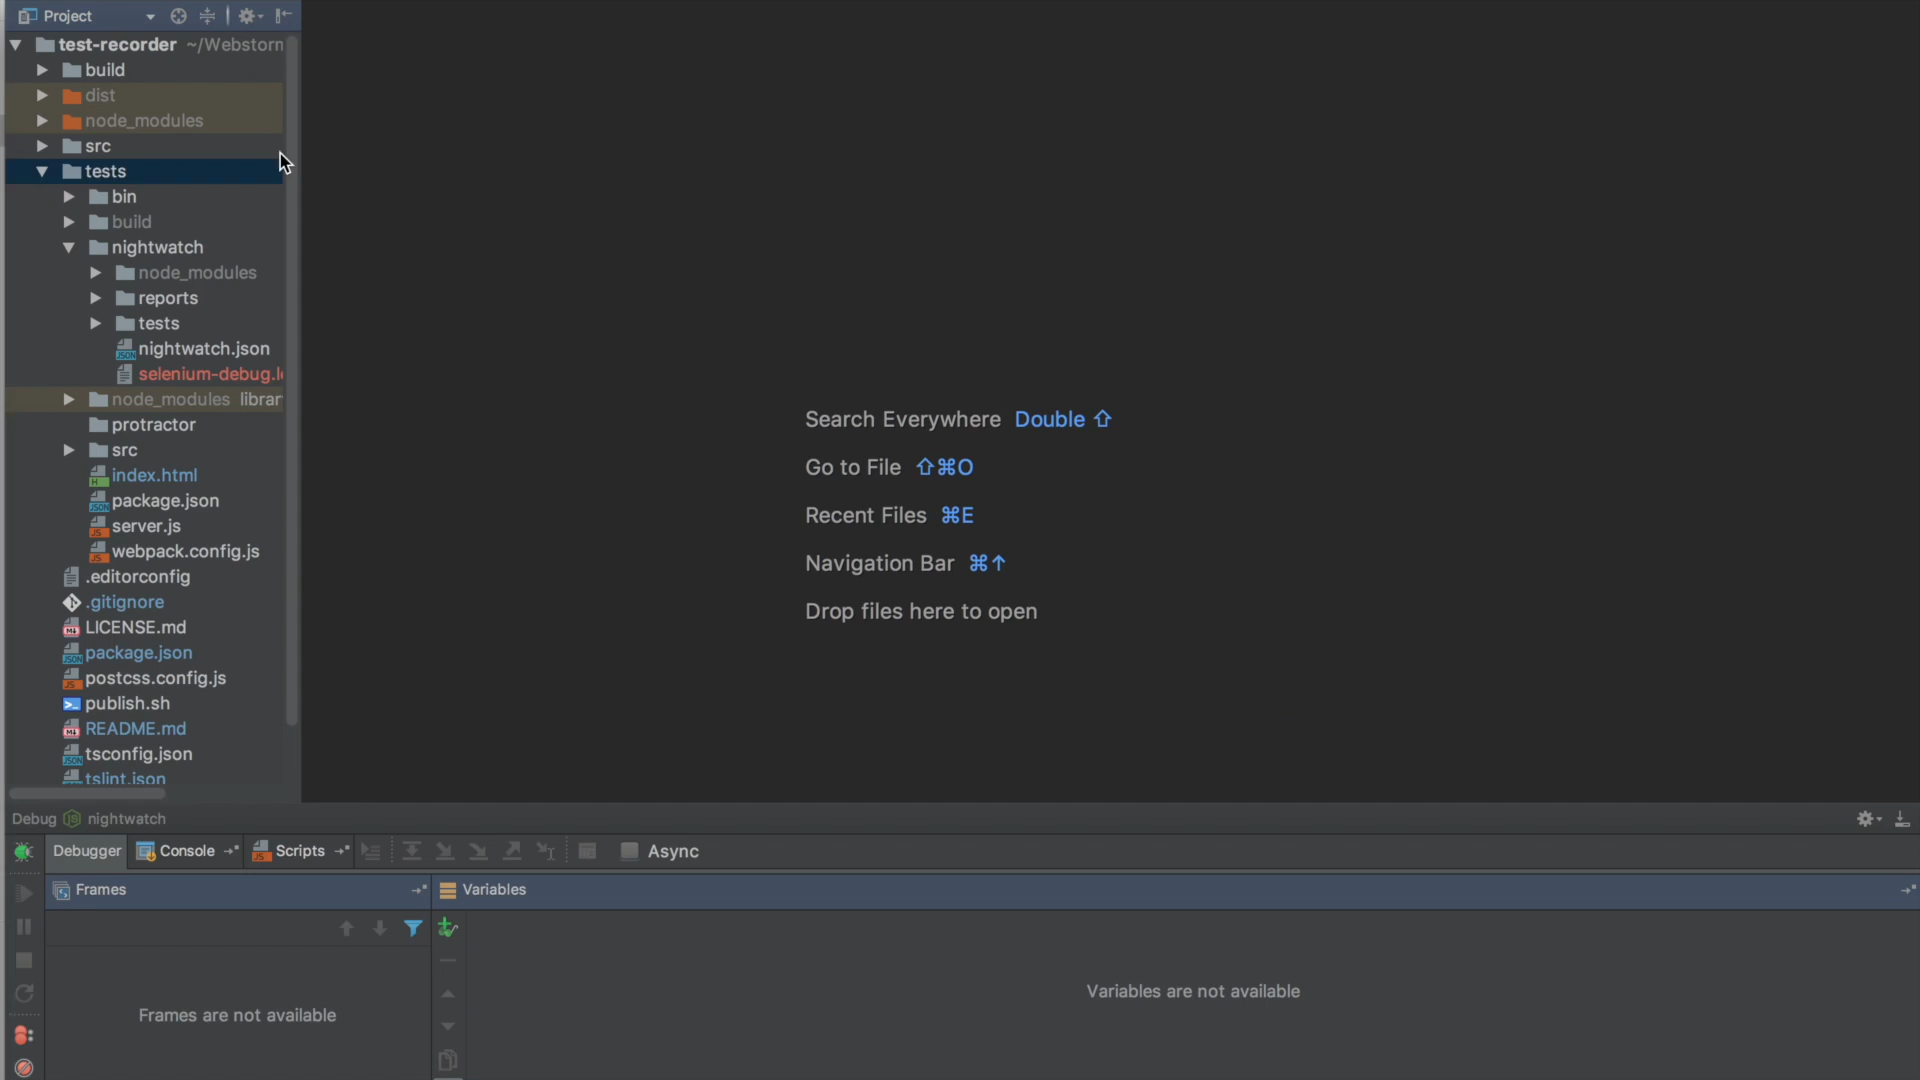 Project
test-recorder ~/Webstorm
build
dist
node_modules
src
tests
bin
build
nightwatch
node_modules
reports
tests
nightwatch.json
selenium-debug.l
node_modules librar
protractor
src
index.html
package.json
server.js
webpack.config.js
.editorconfig
.gitignore
LICENSE.md
package.json
postcss.config.js
publish.sh
README.md
tsconfig.json
tslint.json
Search Everywhere Double ⇧
Go to File ⇧⌘O
Recent Files ⌘E
Navigation Bar ⌘↑
Drop files here to open
Debug nightwatch
Debugger Console Scripts Async
Frames
Variables
Frames are not available
Variables are not available